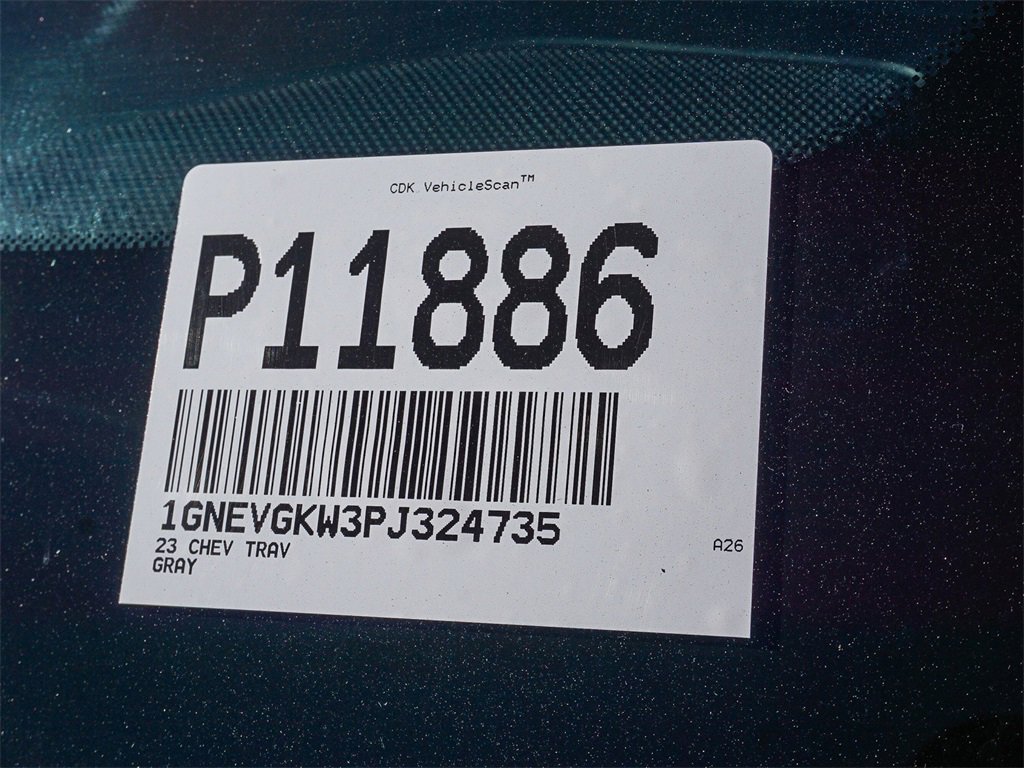 CDK VehicleScan™
P11886
1GNEVGKW3PJ324735
23 CHEV TRAV
GRAY
A26